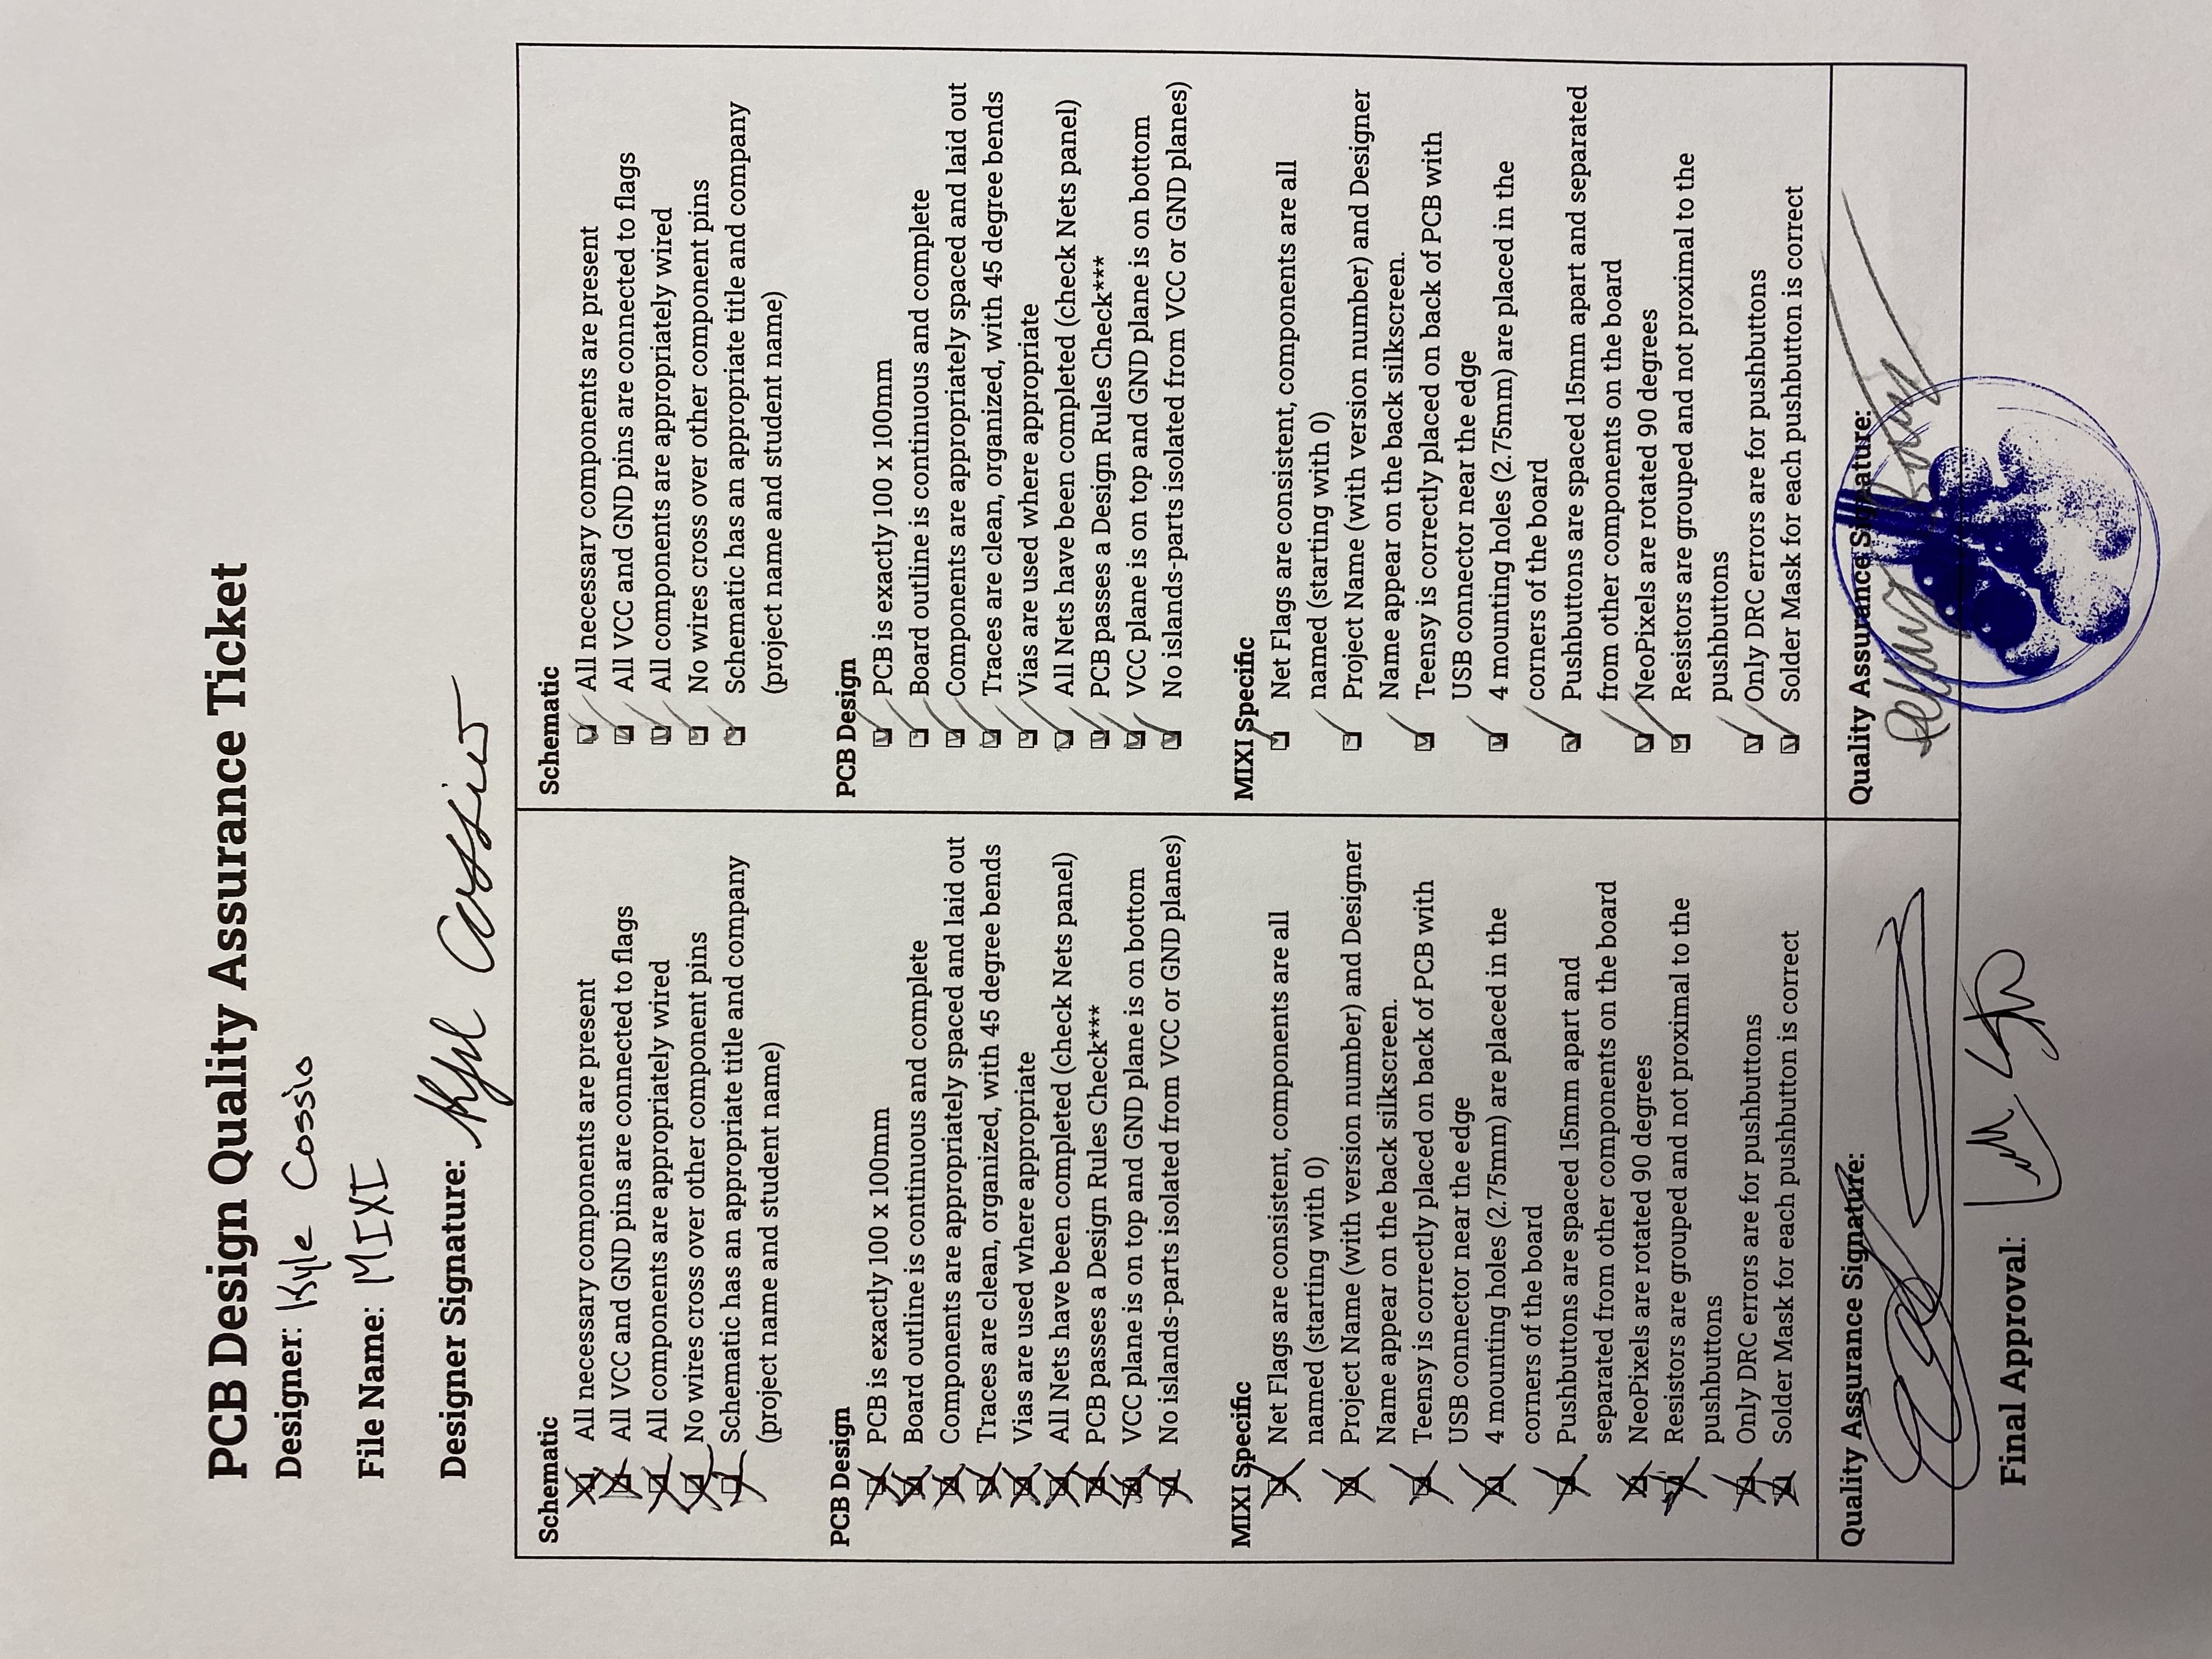 PCB Design Quality Assurance Ticket
Designer: Kyle Cossio
File Name: MIXI
Designer Signature: Kyle Cossio
Schematic
All necessary components are present
All VCC and GND pins are connected to flags
All components are appropriately wired
No wires cross over other component pins
Schematic has an appropriate title and company
(project name and student name)
PCB Design
PCB is exactly 100 x 100mm
Board outline is continuous and complete
Components are appropriately spaced and laid out
Traces are clean, organized, with 45 degree bends
Vias are used where appropriate
All Nets have been completed (check Nets panel)
PCB passes a Design Rules Check***
VCC plane is on top and GND plane is on bottom
No islands-parts isolated from VCC or GND planes)
MIXI Specific
Net Flags are consistent, components are all
named (starting with 0)
Project Name (with version number) and Designer
Name appear on the back silkscreen.
Teensy is correctly placed on back of PCB with
USB connector near the edge
4 mounting holes (2.75mm) are placed in the
corners of the board
Pushbuttons are spaced 15mm apart and
separated from other components on the board
NeoPixels are rotated 90 degrees
Resistors are grouped and not proximal to the
pushbuttons
Only DRC errors are for pushbuttons
Solder Mask for each pushbutton is correct
Quality Assurance Signature:
Schematic
All necessary components are present
All VCC and GND pins are connected to flags
All components are appropriately wired
No wires cross over other component pins
Schematic has an appropriate title and company
(project name and student name)
PCB Design
PCB is exactly 100 x 100mm
Board outline is continuous and complete
Components are appropriately spaced and laid out
Traces are clean, organized, with 45 degree bends
Vias are used where appropriate
All Nets have been completed (check Nets panel)
PCB passes a Design Rules Check***
VCC plane is on top and GND plane is on bottom
No islands-parts isolated from VCC or GND planes)
MIXI Specific
Net Flags are consistent, components are all
named (starting with 0)
Project Name (with version number) and Designer
Name appear on the back silkscreen.
Teensy is correctly placed on back of PCB with
USB connector near the edge
4 mounting holes (2.75mm) are placed in the
corners of the board
Pushbuttons are spaced 15mm apart and separated
from other components on the board
NeoPixels are rotated 90 degrees
Resistors are grouped and not proximal to the
pushbuttons
Only DRC errors are for pushbuttons
Solder Mask for each pushbutton is correct
Quality Assurance Signature:
Final Approval: